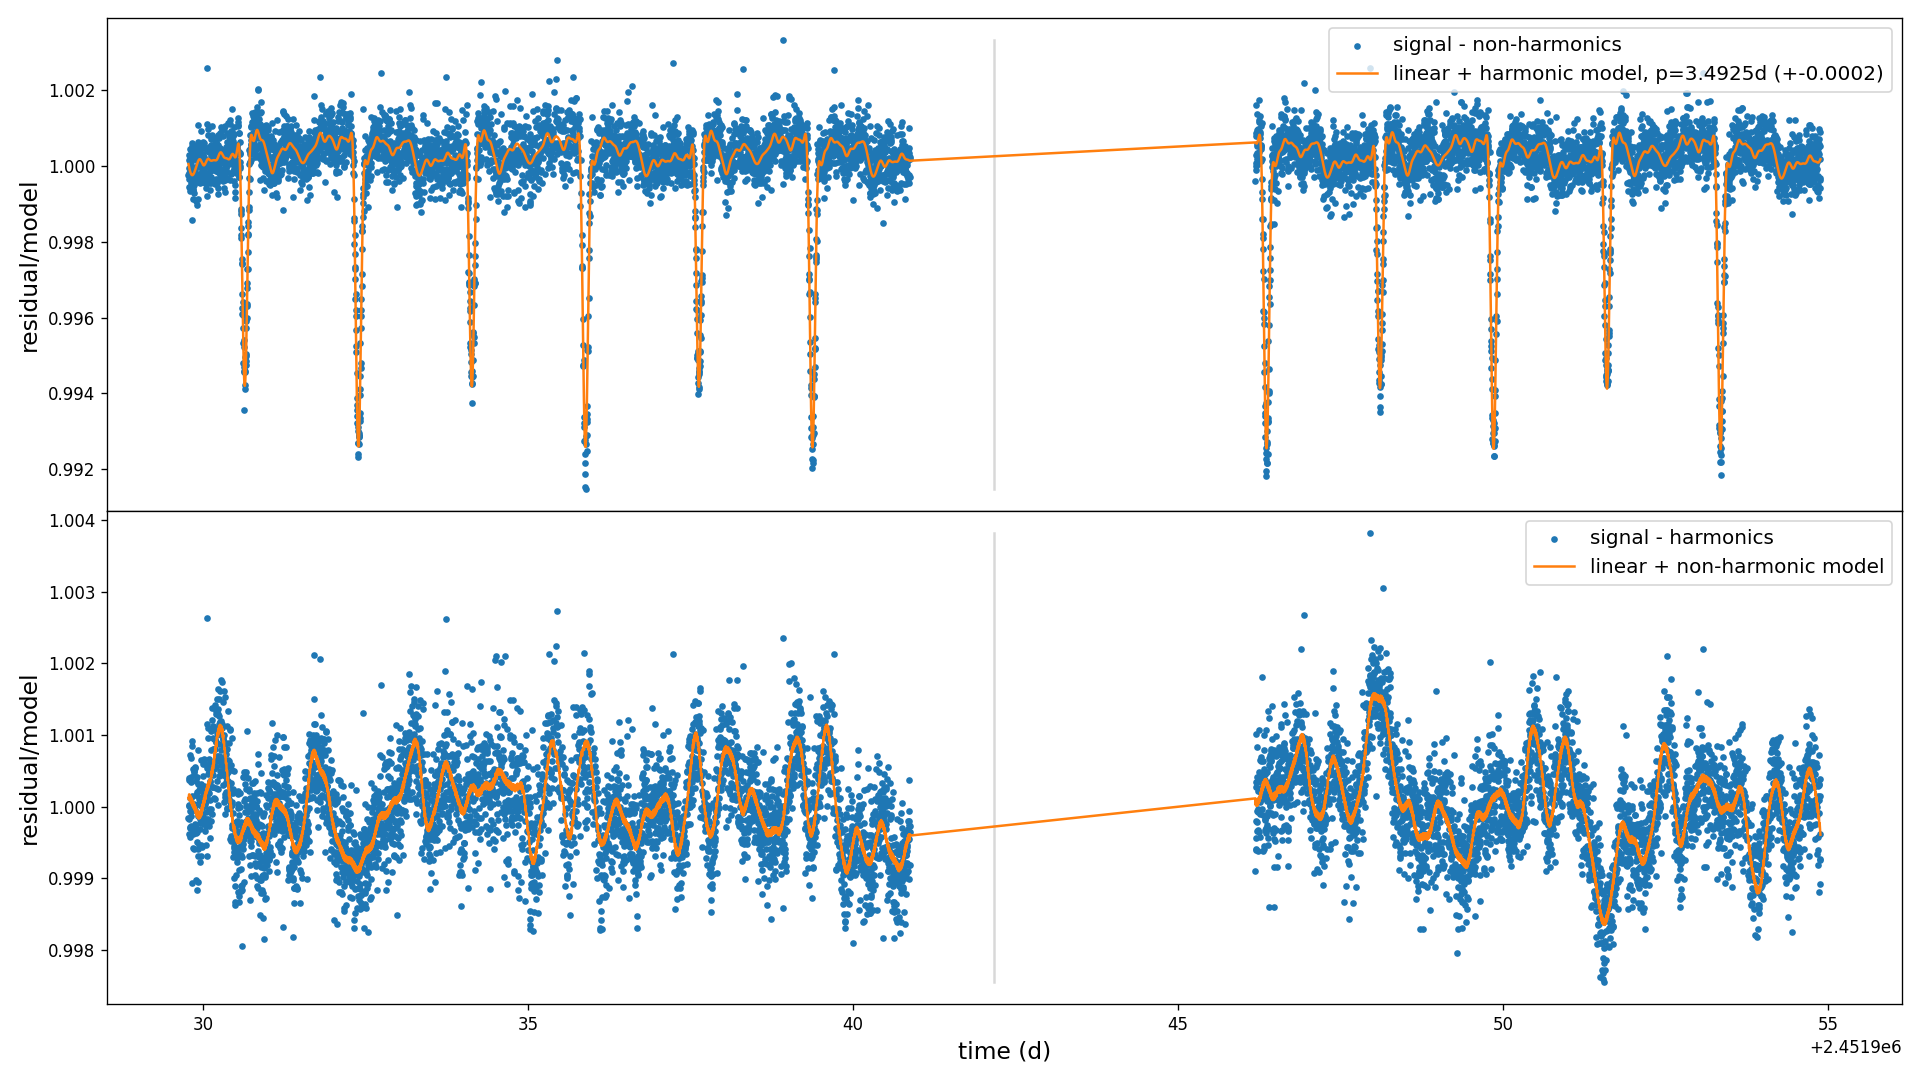 signal - non-harmonics
linear + harmonic model, p=3.4925d (+-0.0002)
residual/model
1.002
1.000
0.998
0.996
0.994
0.992
signal - harmonics
linear + non-harmonic model
residual/model
1.004
1.003
1.002
1.001
1.000
0.999
0.998
30
35
40
45
50
55
time (d)
+2.4519e6